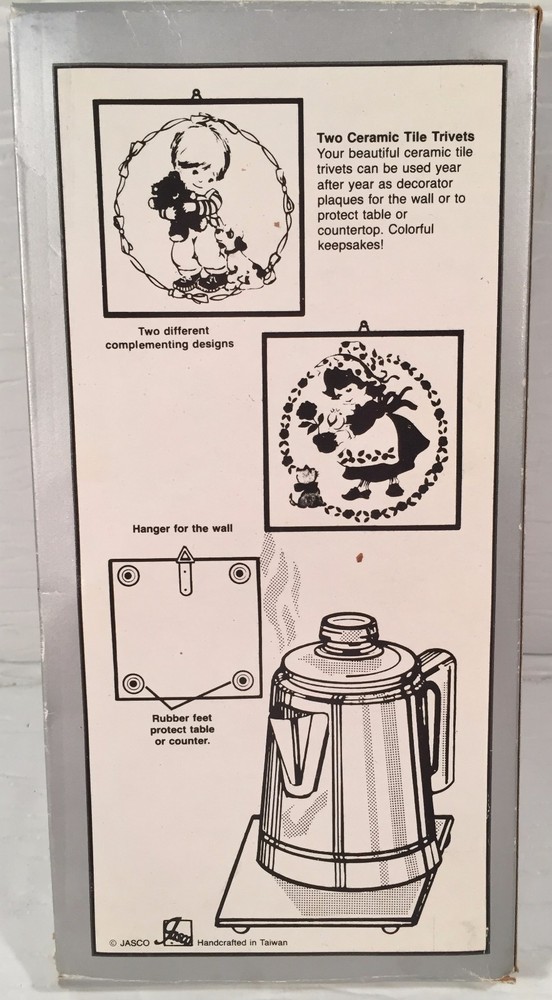 Two Ceramic Tile Trivets
Your beautiful ceramic tile
trivets can be used year
after year as decorator
plaques for the wall or to
protect table or
countertop. Colorful
keepsakes!
Two different
complementing designs
Hanger for the wall
Rubber feet
protect table
or counter.
© JASCO Jasco Handcrafted in Taiwan